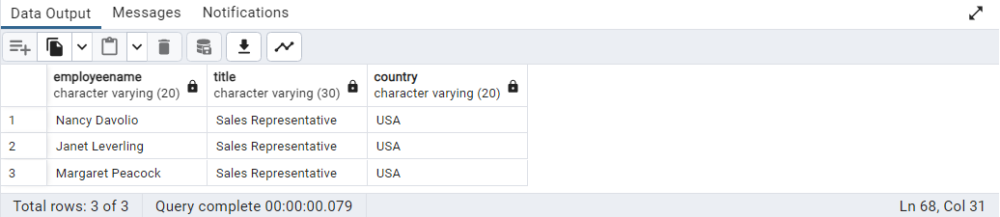 Data Output Messages Notifications
employeename title country
character varying (20) character varying (30) character varying (20)
1 Nancy Davolio Sales Representative USA
2 Janet Leverling Sales Representative USA
3 Margaret Peacock Sales Representative USA
Total rows: 3 of 3 Query complete 00:00:00.079 Ln 68, Col 31